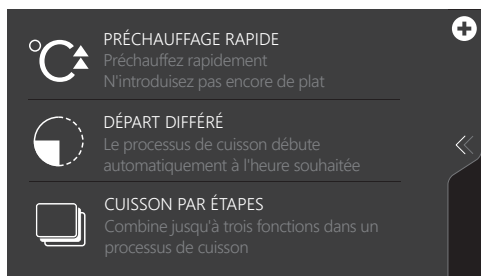 °C
PRÉCHAUFFAGE RAPIDE
Préchauffez rapidement
N'introduisez pas encore de plat
DÉPART DIFFÉRÉ
Le processus de cuisson débute
automatiquement à l'heure souhaitée
CUISSON PAR ÉTAPES
Combine jusqu'à trois fonctions dans un
processus de cuisson